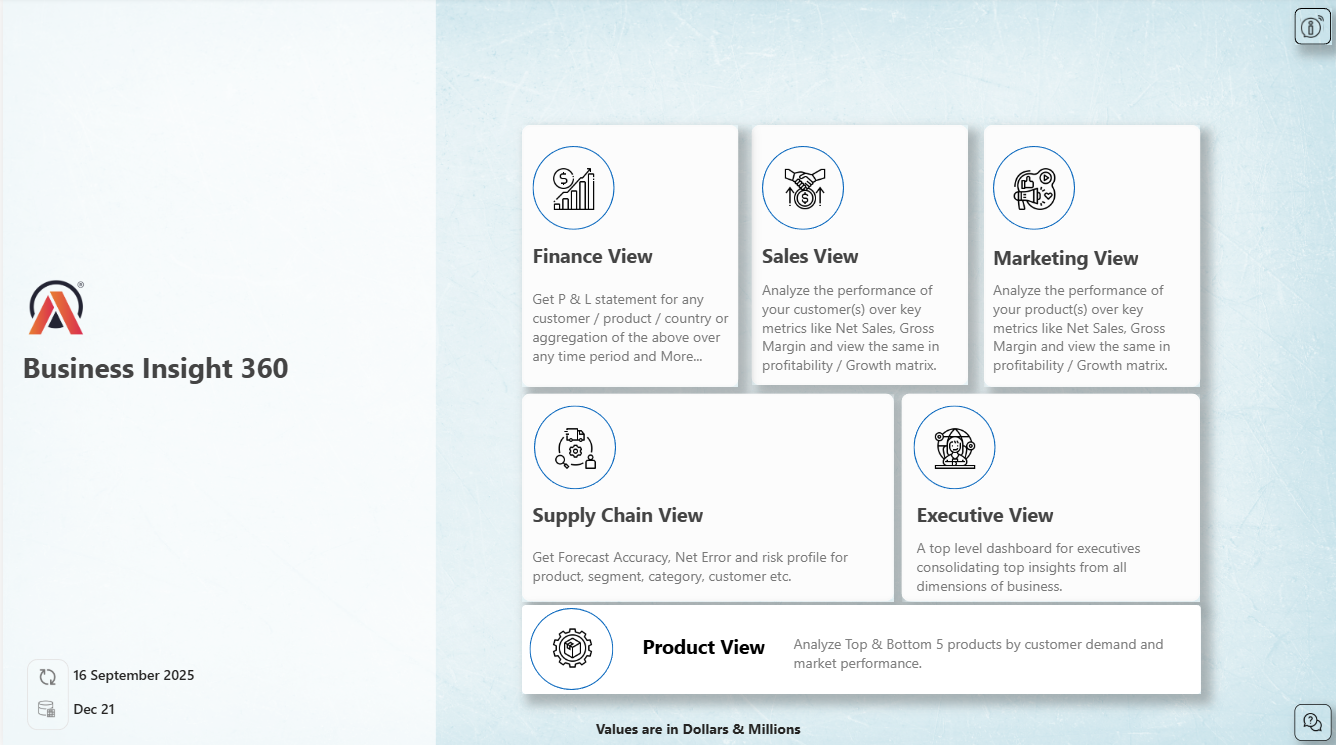 Business Insight 360
®
16 September 2025
Dec 21
Finance View
Get P & L statement for any
customer / product / country or
aggregation of the above over
any time period and More...
Sales View
Analyze the performance of
your customer(s) over key
metrics like Net Sales, Gross
Margin and view the same in
profitability / Growth matrix.
Marketing View
Analyze the performance of
your product(s) over key
metrics like Net Sales, Gross
Margin and view the same in
profitability / Growth matrix.
Supply Chain View
Get Forecast Accuracy, Net Error and risk profile for
product, segment, category, customer etc.
Executive View
A top level dashboard for executives
consolidating top insights from all
dimensions of business.
Product View
Analyze Top & Bottom 5 products by customer demand and
market performance.
Values are in Dollars & Millions